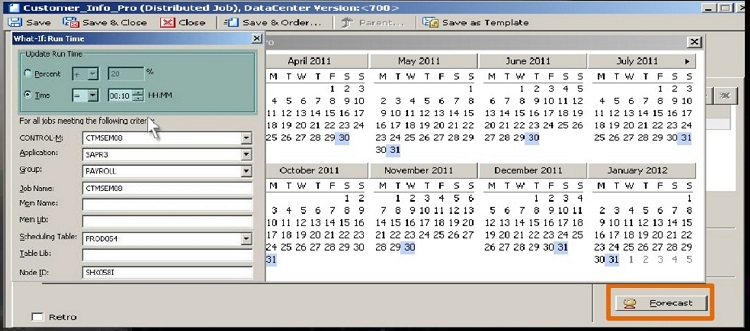 Customer_Info_Pro (Distributed Job), DataCenter Version:<700>
Save Save & Close Close Save & Order... Parent... Save as Template
What-If: Run Time
Update Run Time
Percent + 20 %
Time = 00:10 HH:MM
For all jobs meeting the following criteria
CONTROL-M: CTMSEM08
Application: SAPR3
Group: PAYROLL
Job Name: CTMSEM08
Mem Name:
Mem Lib:
Scheduling Table: PROD054
Table Lib:
Node ID: SHK058I
Retro
April 2011
M T W T F S S
1 2 3
4 5 6 7 8 9 10
11 12 13 14 15 16 17
18 19 20 21 22 23 24
25 26 27 28 29 30
May 2011
M T W T F S S
1
2 3 4 5 6 7 8
9 10 11 12 13 14 15
16 17 18 19 20 21 22
23 24 25 26 27 28 29
30 31
June 2011
M T W T F S S
1 2 3 4 5
6 7 8 9 10 11 12
13 14 15 16 17 18 19
20 21 22 23 24 25 26
27 28 29 30
July 2011
M T W T F S S
1 2 3
4 5 6 7 8 9 10
11 12 13 14 15 16 17
18 19 20 21 22 23 24
25 26 27 28 29 30 31
October 2011
M T W T F S S
1 2
3 4 5 6 7 8 9
10 11 12 13 14 15 16
17 18 19 20 21 22 23
24 25 26 27 28 29 30
31
November 2011
M T W T F S S
1 2 3 4 5 6
7 8 9 10 11 12 13
14 15 16 17 18 19 20
21 22 23 24 25 26 27
28 29 30
December 2011
M T W T F S S
1 2 3 4
5 6 7 8 9 10 11
12 13 14 15 16 17 18
19 20 21 22 23 24 25
26 27 28 29 30 31
January 2012
M T W T F S S
1
2 3 4 5 6 7 8
9 10 11 12 13 14 15
16 17 18 19 20 21 22
23 24 25 26 27 28 29
30 31 1 2 3 4 5
Forecast